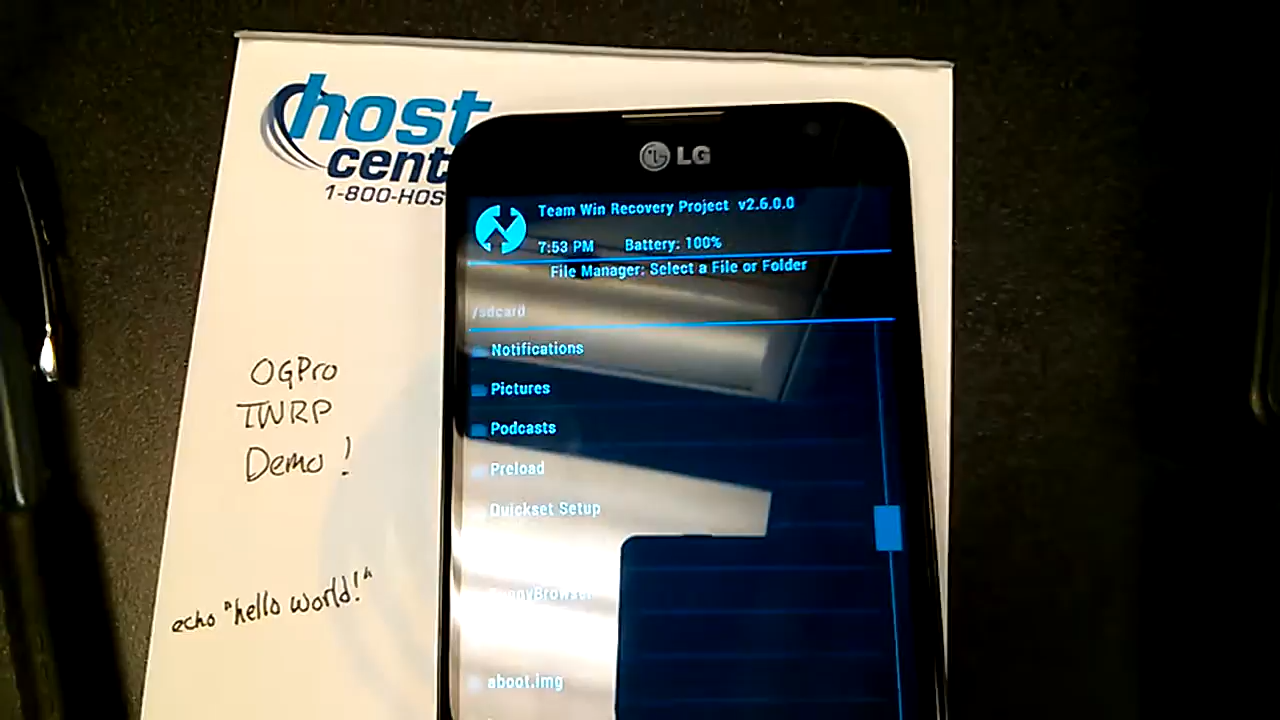 host
cent
1-800-HOS
LG
Team Win Recovery Project v2.6.0.0
7:53 PM Battery: 100%
File Manager: Select a File or Folder
/sdcard
Notifications
Pictures
Podcasts
Preload
Quickset Setup
aboot.img
OGPro
TWRP
Demo!
echo "hello world!"